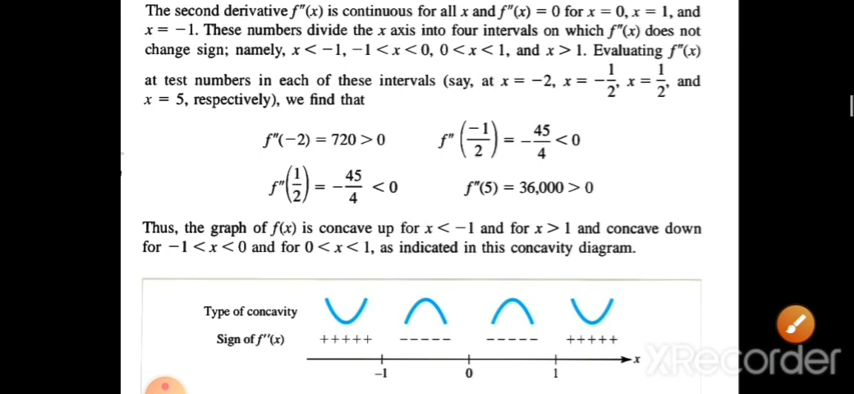 The second derivative f"(x) is continuous for all x and f"(x) = 0 for x = 0, x = 1, and
x = −1. These numbers divide the x axis into four intervals on which f"(x) does not
change sign; namely, x < −1, −1 < x < 0, 0 < x < 1, and x > 1. Evaluating f"(x)
at test numbers in each of these intervals (say, at x = −2, x = −1/2, x = 1/2, and
x = 5, respectively), we find that
f"(−2) = 720 > 0 f"(−1/2) = −45/4 < 0
f"(1/2) = −45/4 < 0 f"(5) = 36,000 > 0
Thus, the graph of f(x) is concave up for x < −1 and for x > 1 and concave down
for −1 < x < 0 and for 0 < x < 1, as indicated in this concavity diagram.
Type of concavity
Sign of f''(x) +++++ ----- ----- +++++
x
−1 0 1
XRecorder